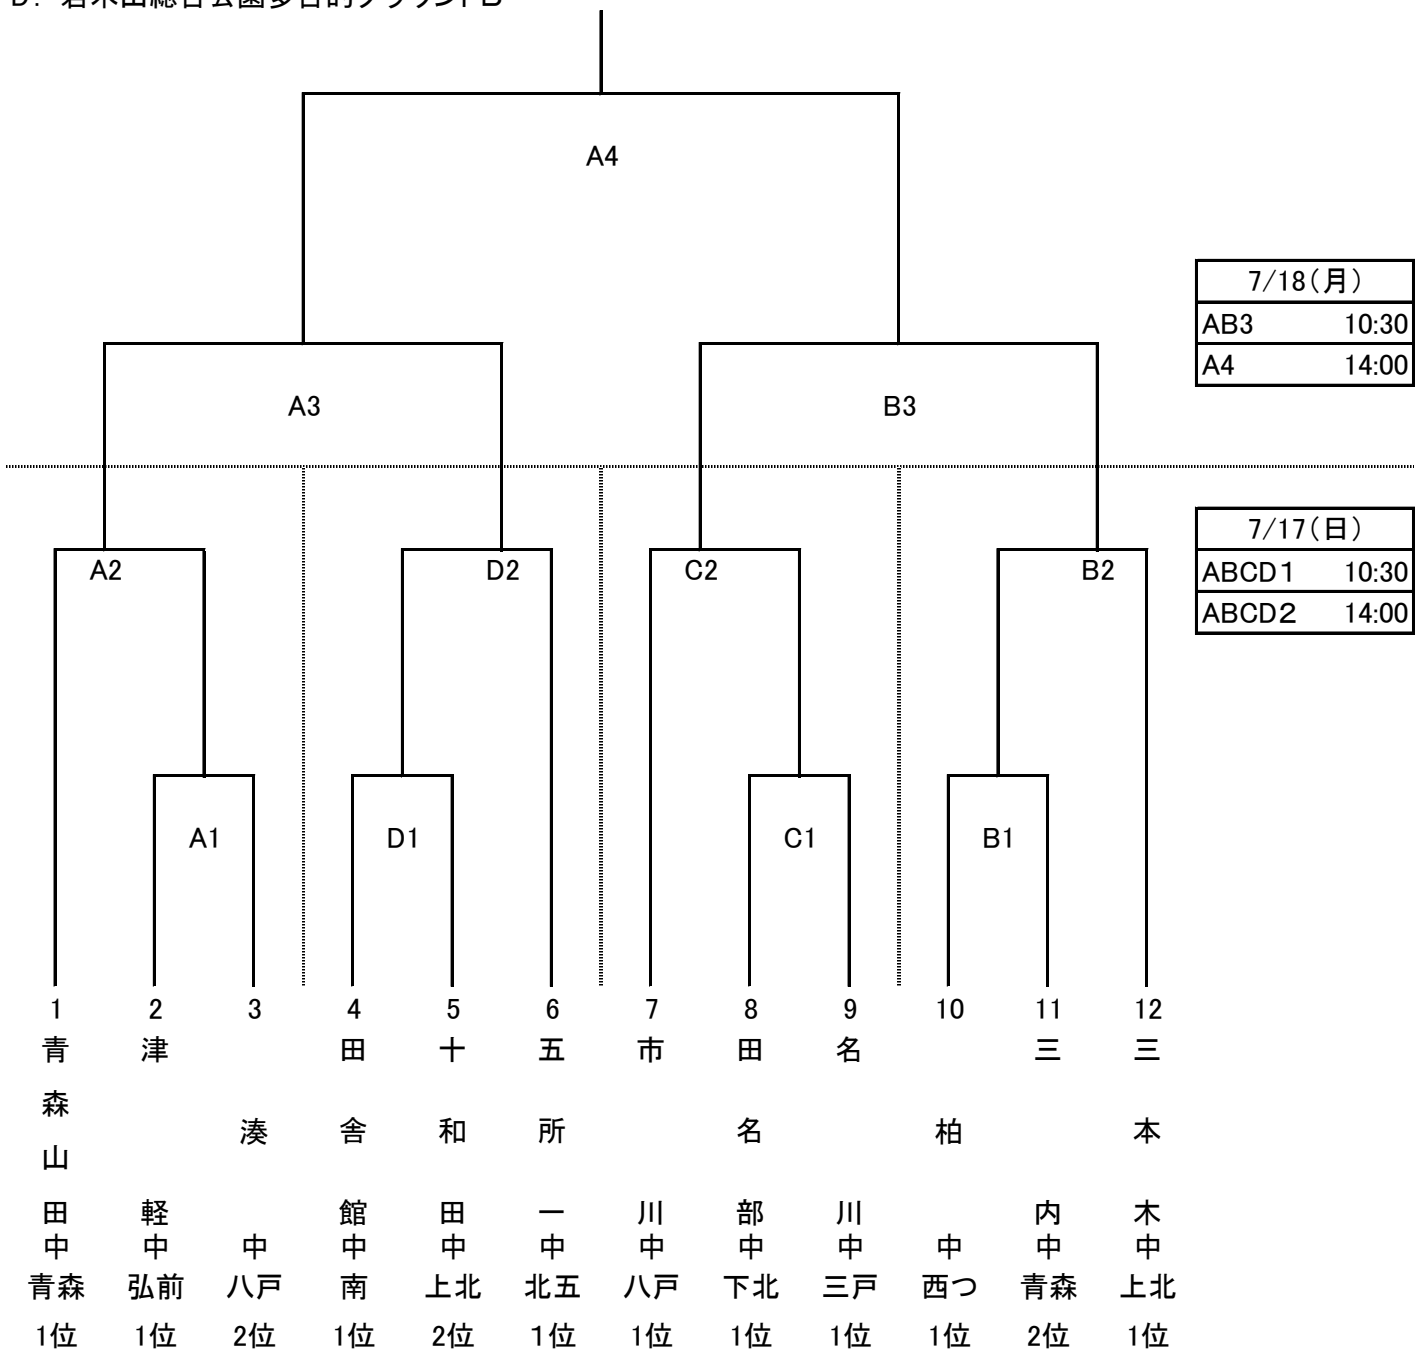 A4
7/18(月)
AB3 10:30
A4 14:00
A3
B3
7/17(日)
ABCD1 10:30
ABCD2 14:00
A2
D2
C2
B2
A1
D1
C1
B1
1 2 3 4 5 6 7 8 9 10 11 12
青森山田中
津軽中
湊中
田舎館中
十和田中
五所一中
市川中
田名部中
名川中
柏中
三内中
三本木中
青森 弘前 八戸 南 上北 北五 八戸 下北 三戸 西つ 青森 上北
1位 1位 2位 1位 2位 1位 1位 1位 1位 1位 2位 1位